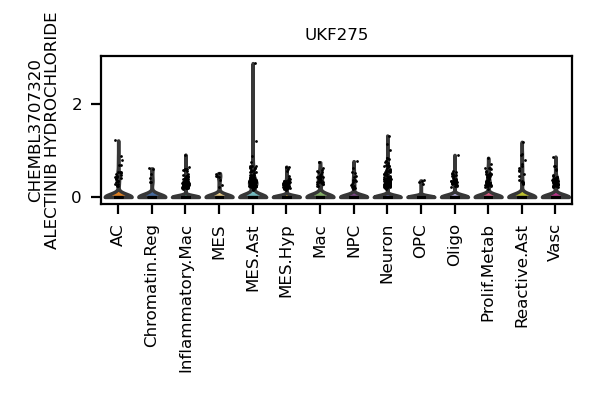 UKF275
CHEMBL3707320
ALECTINIB HYDROCHLORIDE
2
0
AC
Chromatin.Reg
Inflammatory.Mac
MES
MES.Ast
MES.Hyp
Mac
NPC
Neuron
OPC
Oligo
Prolif.Metab
Reactive.Ast
Vasc